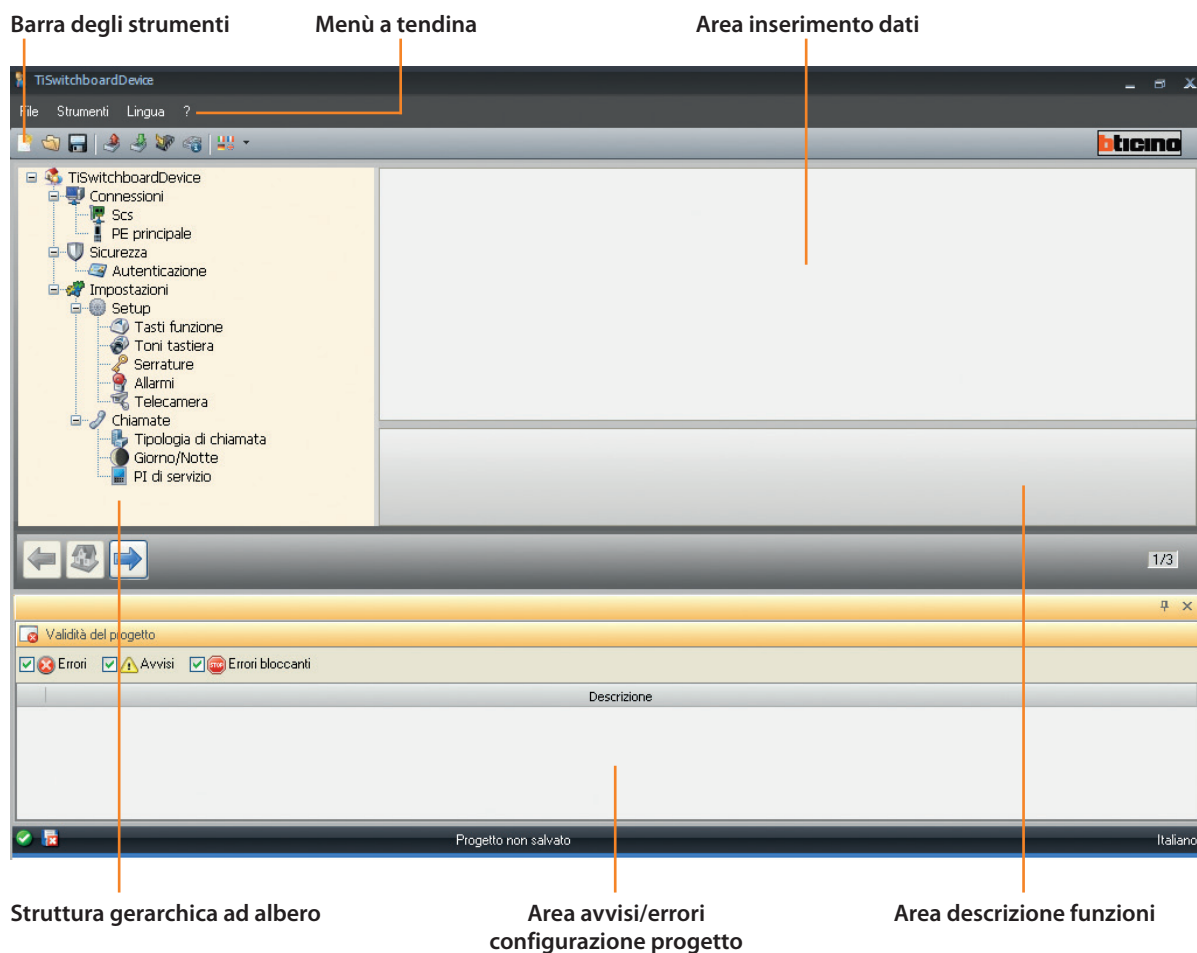 Barra degli strumenti
Menù a tendina
Area inserimento dati
TiSwitchboardDevice
File Strumenti Lingua ?
bticino
TiSwitchboardDevice
Connessioni
Scs
PE principale
Sicurezza
Autenticazione
Impostazioni
Setup
Tasti funzione
Toni tastiera
Serrature
Allarmi
Telecamera
Chiamate
Tipologia di chiamata
Giorno/Notte
PI di servizio
1/3
Validità del progetto
Errori Avvisi Errori bloccanti
Descrizione
Progetto non salvato
Italiano
Struttura gerarchica ad albero
Area avvisi/errori
configurazione progetto
Area descrizione funzioni